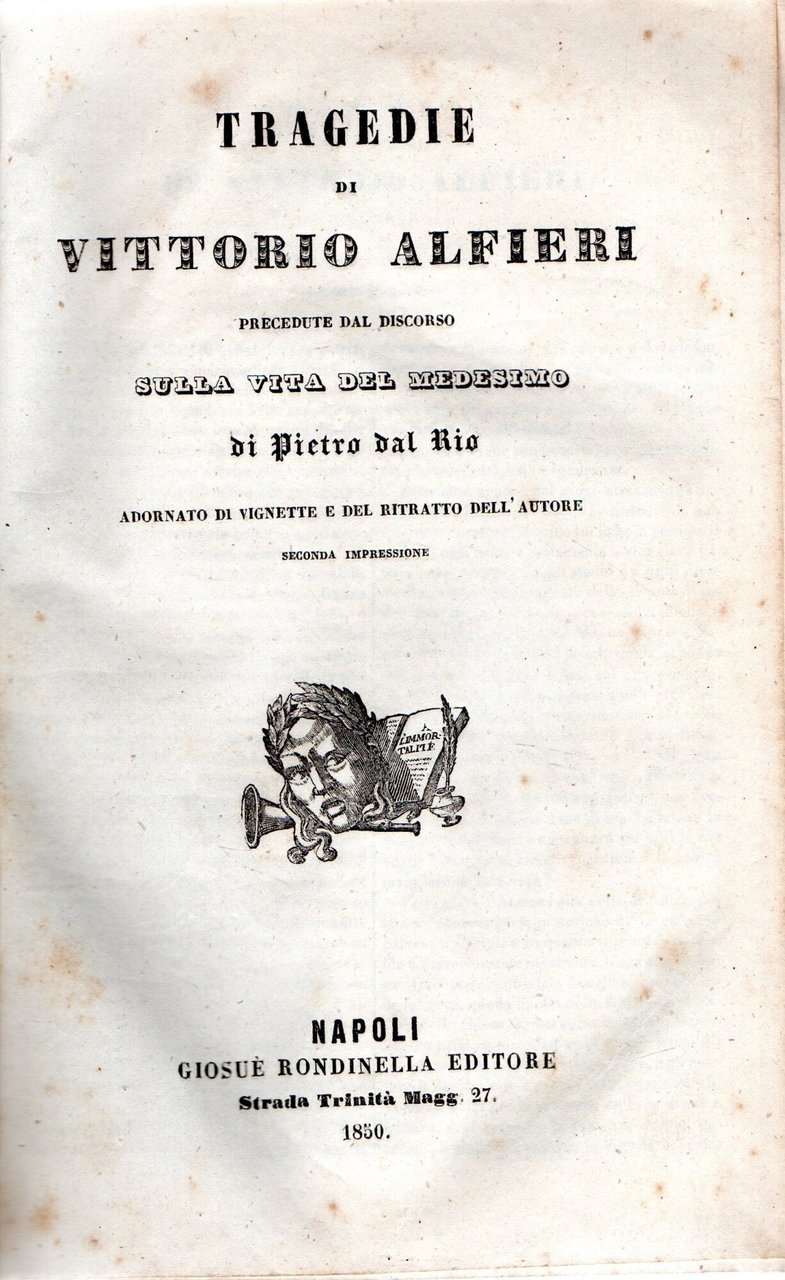 TRAGEDIE
DI
VITTORIO ALFIERI
PRECEDUTE DAL DISCORSO
SULLA VITA DEL MEDESIMO
di Pietro dal Rio
ADORNATO DI VIGNETTE E DEL RITRATTO DELL'AUTORE
SECONDA IMPRESSIONE
A
L'IMMOR-
TALITÉ
NAPOLI
GIOSUÈ RONDINELLA EDITORE
Strada Trinità Magg. 27.
1850.